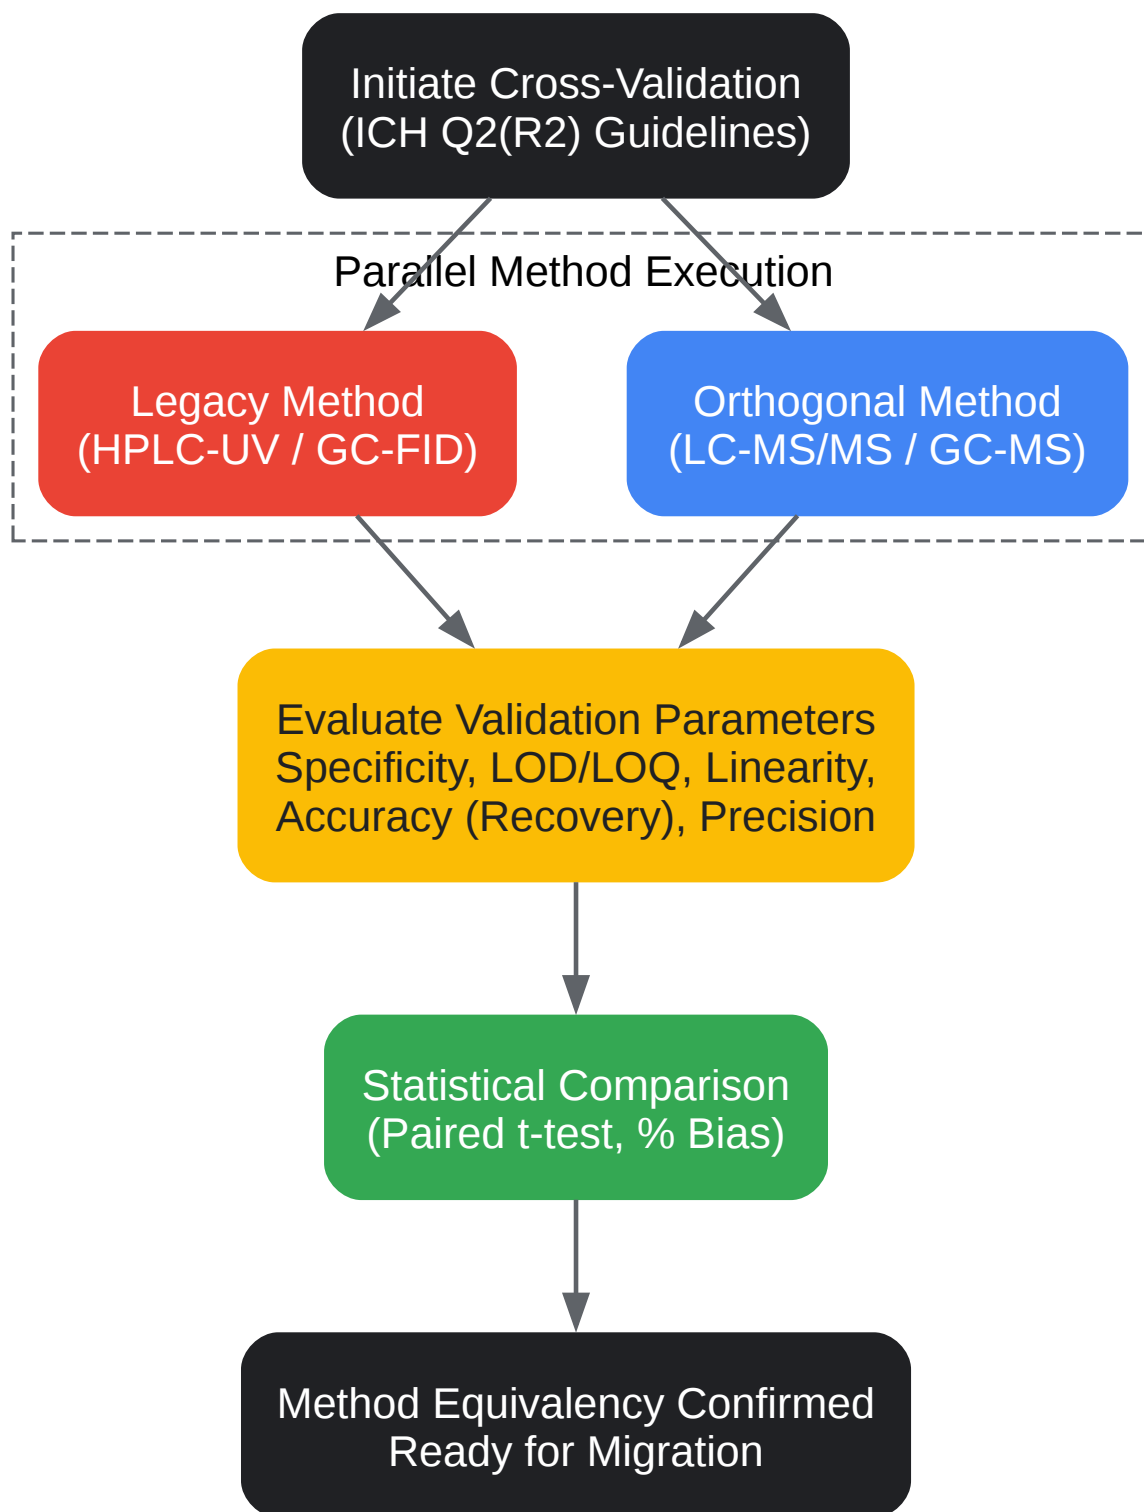 Initiate Cross-Validation
(ICH Q2(R2) Guidelines)
Parallel Method Execution
Legacy Method
(HPLC-UV / GC-FID)
Orthogonal Method
(LC-MS/MS / GC-MS)
Evaluate Validation Parameters
Specificity, LOD/LOQ, Linearity,
Accuracy (Recovery), Precision
Statistical Comparison
(Paired t-test, % Bias)
Method Equivalency Confirmed
Ready for Migration